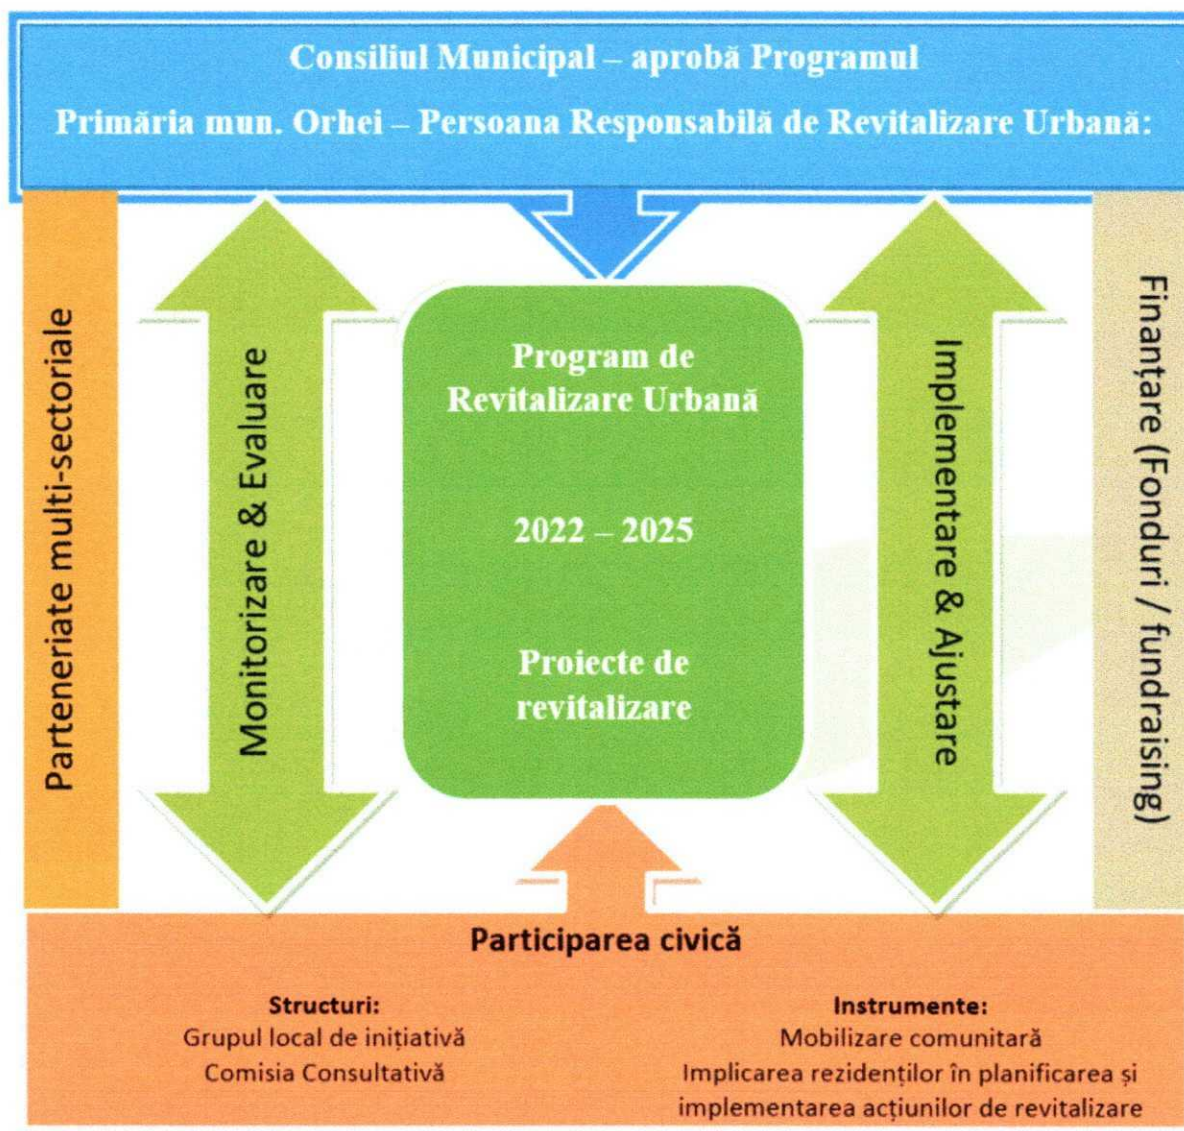 Consiliul Municipal – aprobă Programul
Primăria mun. Orhei – Persoana Responsabilă de Revitalizare Urbană:
Parteneriate multi-sectoriale
Monitorizare & Evaluare
Program de
Revitalizare Urbană
2022 – 2025
Proiecte de
revitalizare
Implementare & Ajustare
Finanțare (Fonduri / fundraising)
Participarea civică
Structuri:
Grupul local de inițiativă
Comisia Consultativă
Instrumente:
Mobilizare comunitară
Implicarea rezidenților în planificarea și
implementarea acțiunilor de revitalizare